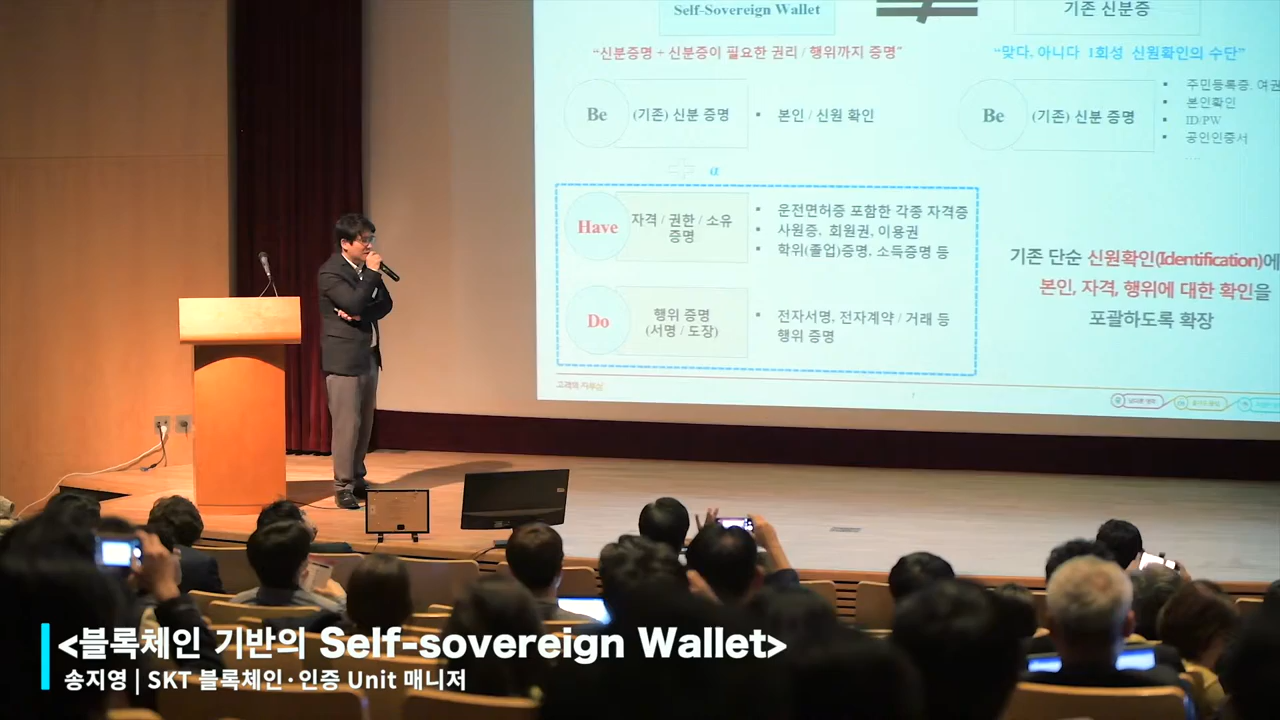 Self-Sovereign Wallet
기존 신분증
“신분증명 + 신분증이 필요한 권리 / 행위까지 증명”
“맞다, 아니다 1회성 신원확인의 수단”
Be
(기존) 신분 증명
▪ 본인 / 신원 확인
Be
(기존) 신분 증명
▪ 주민등록증, 여권
▪ 본인확인
▪ ID/PW
▪ 공인인증서
...
+ α
Have
자격 / 권한 / 소유
증명
▪ 운전면허증 포함한 각종 자격증
▪ 사원증, 회원권, 이용권
▪ 학위(졸업)증명, 소득증명 등
Do
행위 증명
(서명 / 도장)
▪ 전자서명, 전자계약 / 거래 등
행위 증명
기존 단순 신원확인(Identification)에
본인, 자격, 행위에 대한 확인을
포괄하도록 확장
<블록체인 기반의 Self-sovereign Wallet>
송지영 | SKT 블록체인·인증 Unit 매니저